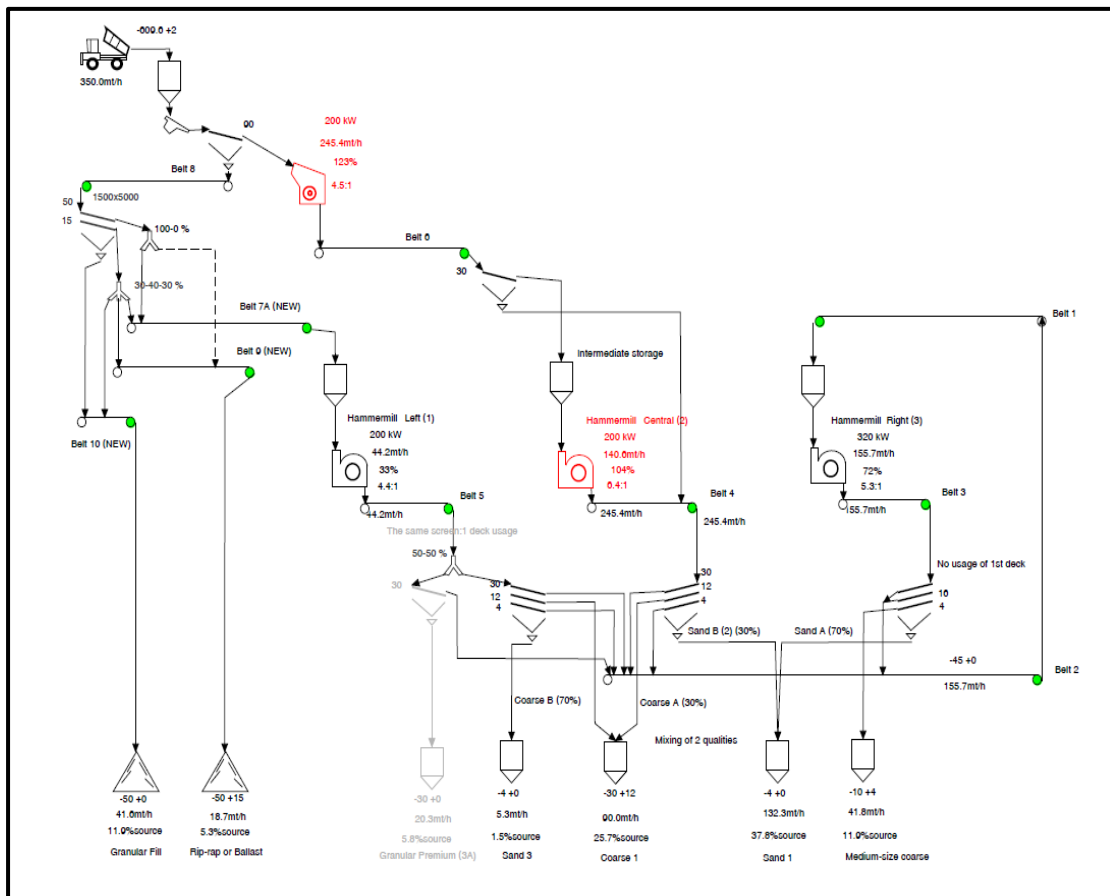 -609.6 +2
350.0mt/h
90
200 kW
245.4mt/h
123%
4.5:1
Belt 8
1500x5000
50
15
100-0 %
Belt 6
30
30-40-30 %
Belt 7A (NEW)
Belt 1
Belt 9 (NEW)
Intermediate storage
Belt 10 (NEW)
Hammermill Left (1)
200 kW
44.2mt/h
33%
4.4:1
Hammermill Central (2)
200 kW
140.6mt/h
104%
6.4:1
Hammermill Right (3)
320 kW
155.7mt/h
72%
5.3:1
Belt 5
44.2mt/h
Belt 4
245.4mt/h
245.4mt/h
Belt 3
155.7mt/h
The same screen:1 deck usage
50-50 %
No usage of 1st deck
30
30
12
4
30
12
4
16
4
Sand B (2) (30%)
Sand A (70%)
-45 +0
155.7mt/h
Belt 2
Coarse B (70%)
Coarse A (30%)
Mixing of 2 qualities
-50 +0
41.6mt/h
11.9%source
Granular Fill
-50 +15
18.7mt/h
5.3%source
Rip-rap or Ballast
-30 +0
20.3mt/h
5.8%source
Granular Premium (3A)
-4 +0
5.3mt/h
1.5%source
Sand 3
-30 +12
90.0mt/h
25.7%source
Coarse 1
-4 +0
132.3mt/h
37.8%source
Sand 1
-10 +4
41.8mt/h
11.9%source
Medium-size coarse